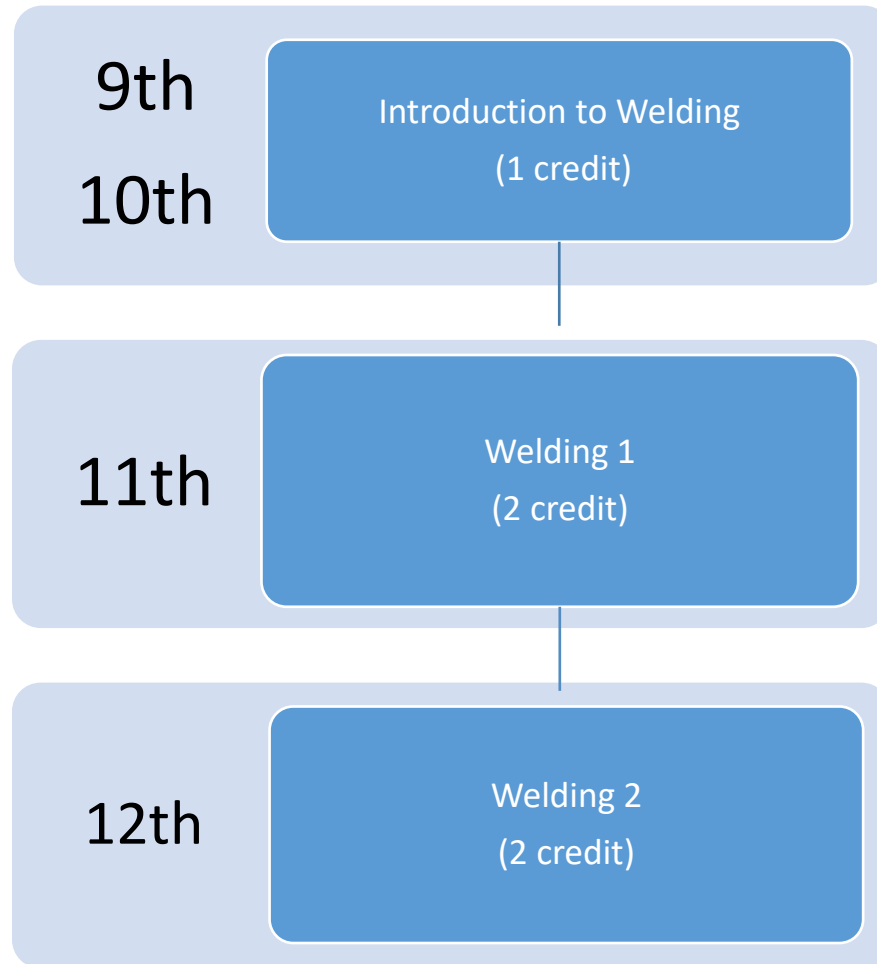 9th
10th
Introduction to Welding
(1 credit)
11th
Welding 1
(2 credit)
12th
Welding 2
(2 credit)